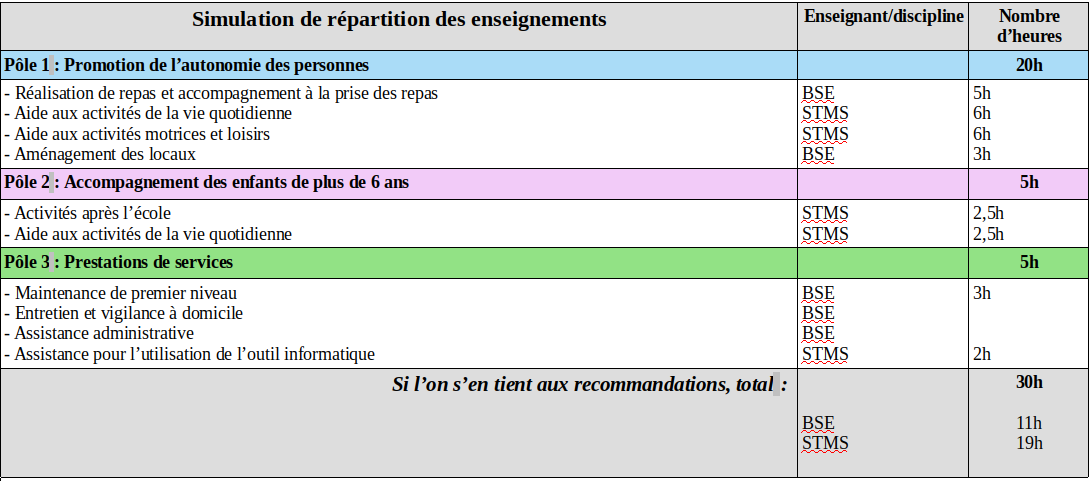 Simulation de répartition des enseignements Enseignant/discipline Nombre
d’heures
Pôle 1 : Promotion de l’autonomie des personnes 20h
- Réalisation de repas et accompagnement à la prise des repas BSE 5h
- Aide aux activités de la vie quotidienne STMS 6h
- Aide aux activités motrices et loisirs STMS 6h
- Aménagement des locaux BSE 3h
Pôle 2 : Accompagnement des enfants de plus de 6 ans 5h
- Activités après l’école STMS 2,5h
- Aide aux activités de la vie quotidienne STMS 2,5h
Pôle 3 : Prestations de services 5h
- Maintenance de premier niveau BSE 3h
- Entretien et vigilance à domicile BSE
- Assistance administrative BSE
- Assistance pour l’utilisation de l’outil informatique STMS 2h
Si l’on s’en tient aux recommandations, total : 30h
BSE 11h
STMS 19h